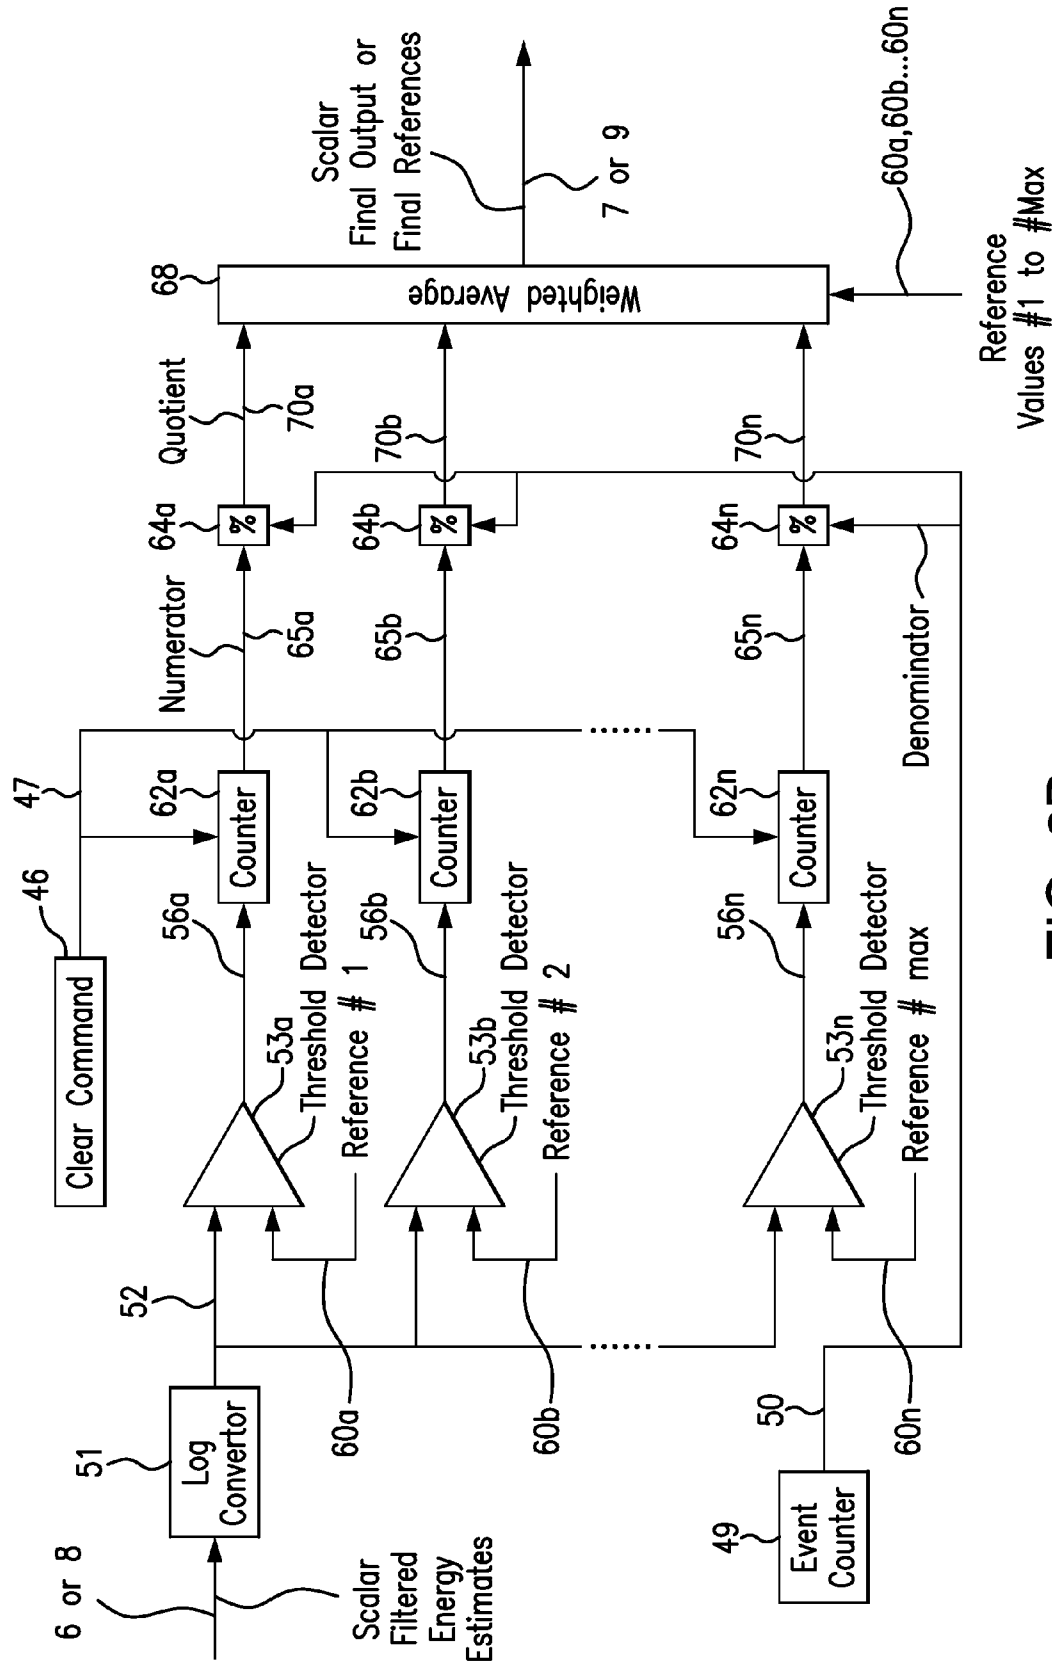 6 or 8
Scalar
Filtered
Energy
Estimates
51
Log
Convertor
52
Clear Command
46
47
53a
Threshold Detector
Reference # 1
60a
56a
62a
Counter
Numerator
65a
64a
%
Quotient
70a
53b
Threshold Detector
Reference # 2
60b
56b
62b
Counter
65b
64b
%
70b
53n
Threshold Detector
Reference # max
60n
56n
62n
Counter
65n
64n
%
70n
49
Event
Counter
50
Denominator
68
Weighted Average
Scalar
Final Output or
Final References
7 or 9
60a,60b...60n
Reference
Values #1 to #Max